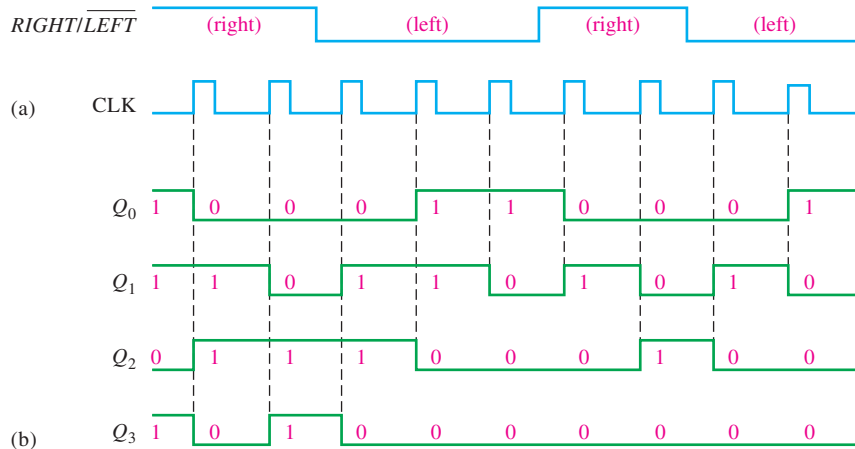 RIGHT/LEFT (right) (left) (right) (left)
(a) CLK
Q0 1 0 0 0 1 1 0 0 0 1
Q1 1 1 0 1 1 0 1 0 1 0
Q2 0 1 1 1 0 0 0 1 0 0
(b) Q3 1 0 1 0 0 0 0 0 0 0